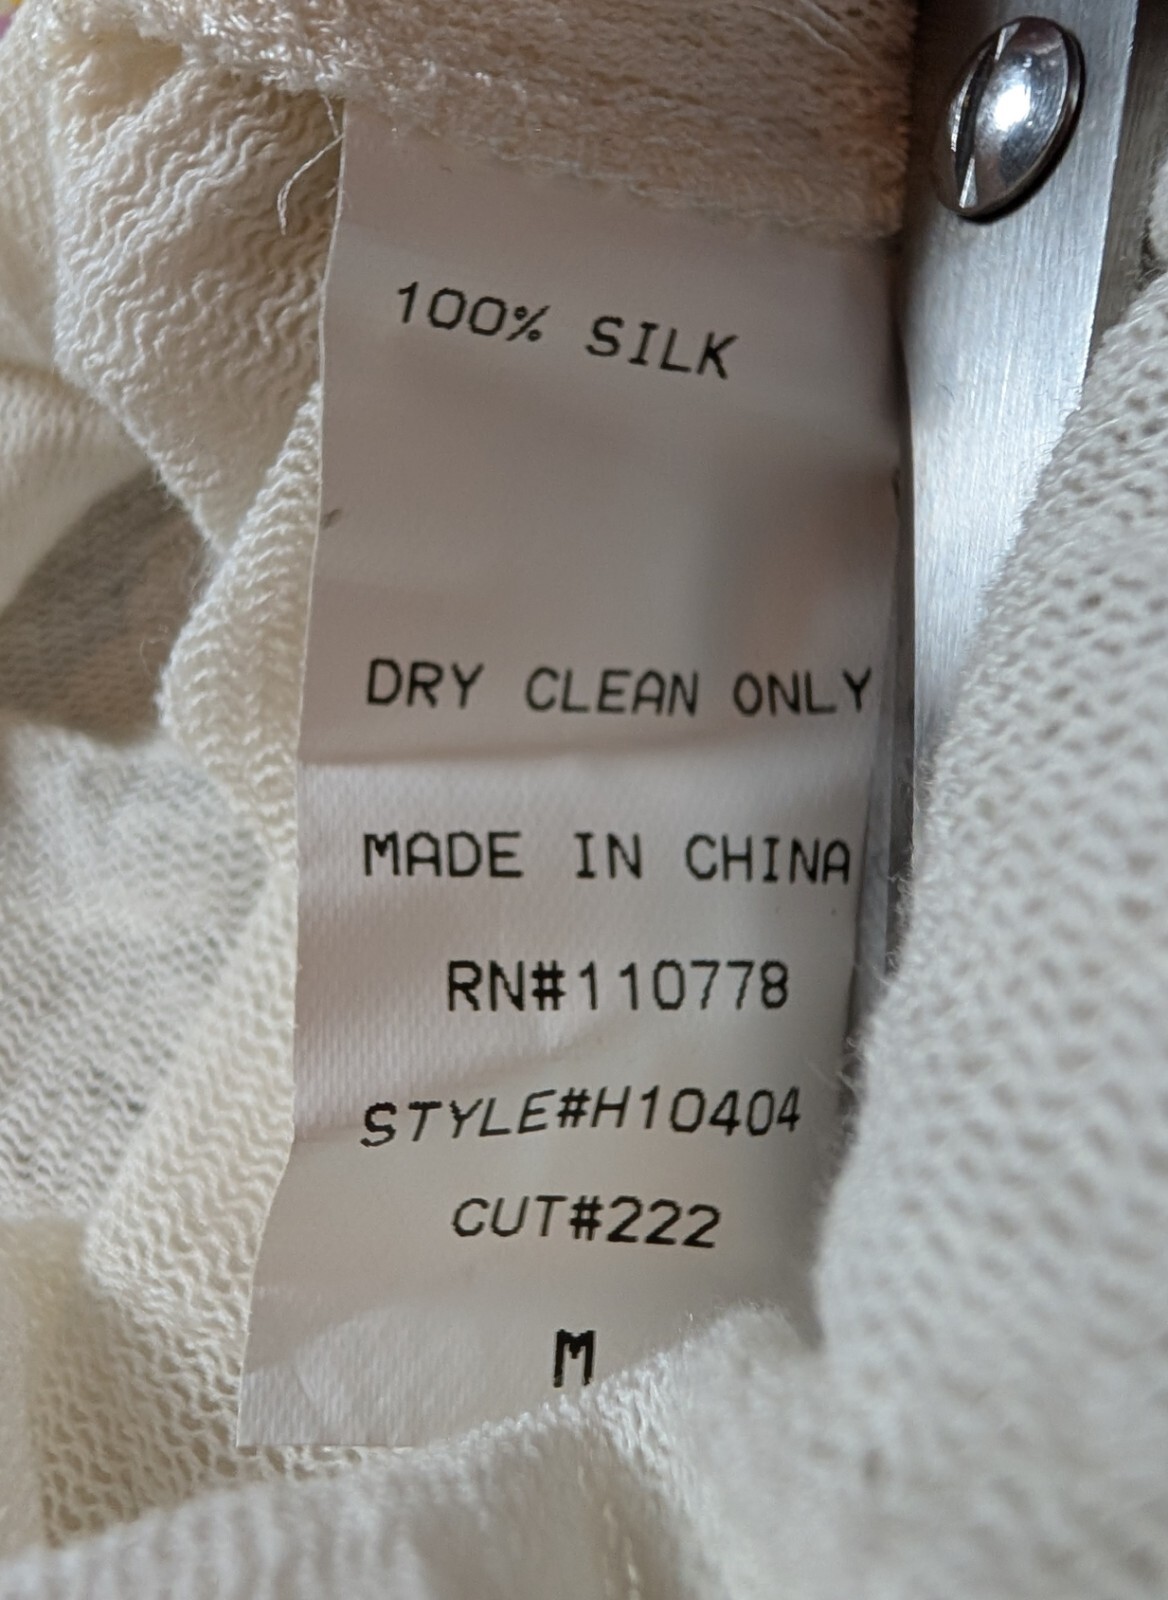 100% SILK
DRY CLEAN ONLY
MADE IN CHINA
RN#110778
STYLE#H10404
CUT#222
M